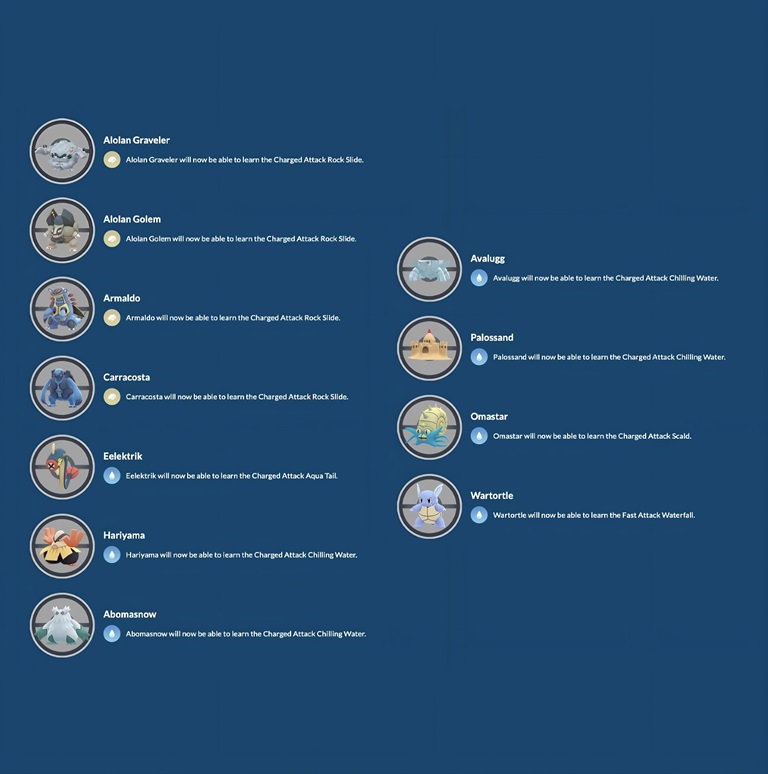 Alolan Graveler
Alolan Graveler will now be able to learn the Charged Attack Rock Slide.
Alolan Golem
Alolan Golem will now be able to learn the Charged Attack Rock Slide.
Armaldo
Armaldo will now be able to learn the Charged Attack Rock Slide.
Carracosta
Carracosta will now be able to learn the Charged Attack Rock Slide.
Eelektrik
Eelektrik will now be able to learn the Charged Attack Aqua Tail.
Hariyama
Hariyama will now be able to learn the Charged Attack Chilling Water.
Abomasnow
Abomasnow will now be able to learn the Charged Attack Chilling Water.
Avalugg
Avalugg will now be able to learn the Charged Attack Chilling Water.
Palossand
Palossand will now be able to learn the Charged Attack Chilling Water.
Omastar
Omastar will now be able to learn the Charged Attack Scald.
Wartortle
Wartortle will now be able to learn the Fast Attack Waterfall.